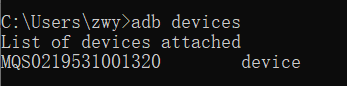 C:\Users\zwy>adb devices
List of devices attached
MQS0219531001320        device